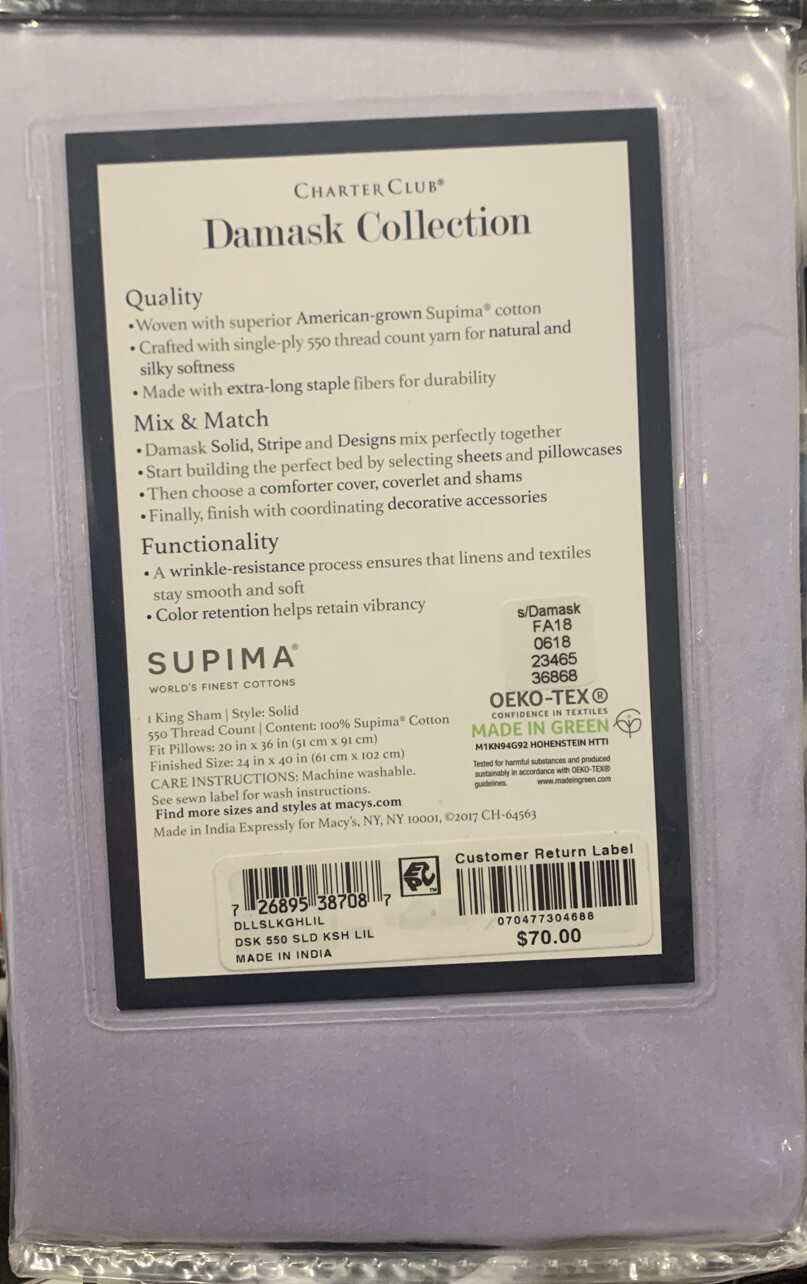 CHARTER CLUB®
Damask Collection
Quality
• Woven with superior American-grown Supima® cotton
• Crafted with single-ply 550 thread count yarn for natural and
silky softness
• Made with extra-long staple fibers for durability
Mix & Match
• Damask Solid, Stripe and Designs mix perfectly together
• Start building the perfect bed by selecting sheets and pillowcases
• Then choose a comforter cover, coverlet and shams
• Finally, finish with coordinating decorative accessories
Functionality
• A wrinkle-resistance process ensures that linens and textiles
stay smooth and soft
• Color retention helps retain vibrancy
s/Damask
FA18
0618
23465
36868
SUPIMA®
WORLD'S FINEST COTTONS
OEKO-TEX®
CONFIDENCE IN TEXTILES
MADE IN GREEN
M1KN94G92 HOHENSTEIN HTTI
Tested for harmful substances and produced
sustainably in accordance with OEKO-TEX®
guidelines. www.madeingreen.com
1 King Sham | Style: Solid
550 Thread Count | Content: 100% Supima® Cotton
Fit Pillows: 20 in x 36 in (51 cm x 91 cm)
Finished Size: 24 in x 40 in (61 cm x 102 cm)
CARE INSTRUCTIONS: Machine washable.
See sewn label for wash instructions.
Find more sizes and styles at macys.com
Made in India Expressly for Macy's, NY, NY 10001, ©2017 CH-64563
7 26895 38708 7
DLLSLKGHLIL
DSK 550 SLD KSH LIL
MADE IN INDIA
EPC™
Customer Return Label
070477304688
$70.00